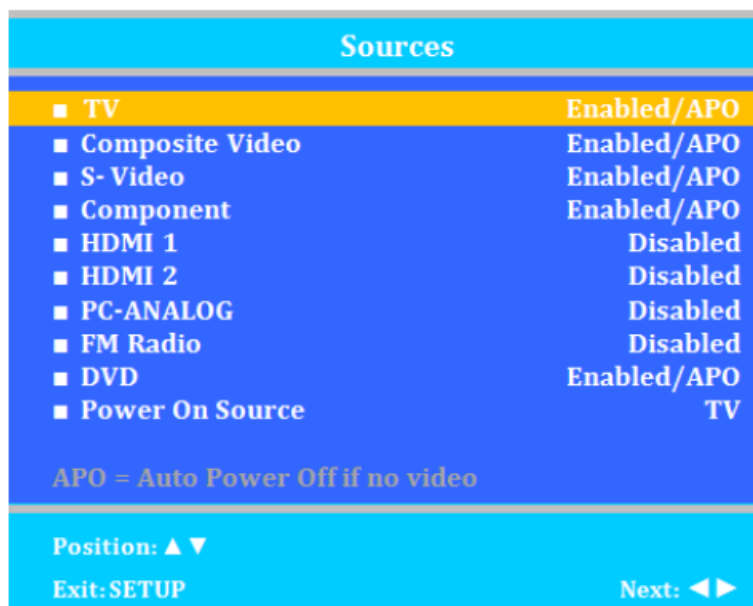 Sources
■ TV Enabled/APO
■ Composite Video Enabled/APO
■ S- Video Enabled/APO
■ Component Enabled/APO
■ HDMI 1 Disabled
■ HDMI 2 Disabled
■ PC-ANALOG Disabled
■ FM Radio Disabled
■ DVD Enabled/APO
■ Power On Source TV
APO = Auto Power Off if no video
Position: ▲ ▼
Exit: SETUP Next: ◀ ▶